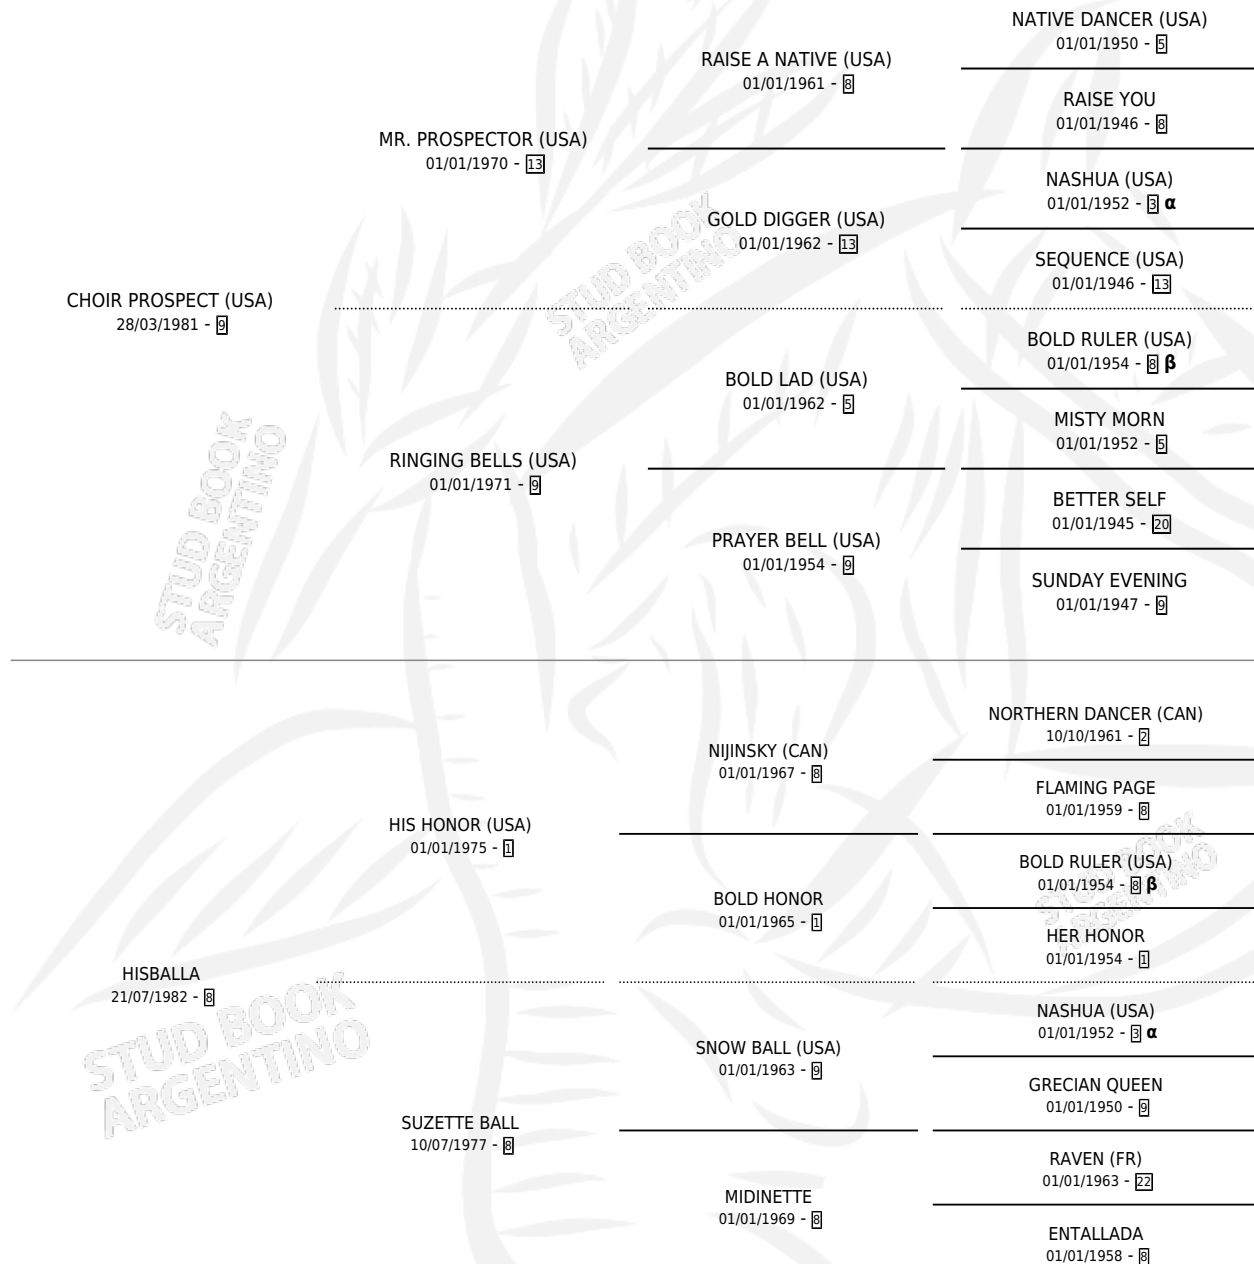 NATIVE DANCER (USA)
01/01/1950 - 5
RAISE A NATIVE (USA)
01/01/1961 - 8
RAISE YOU
01/01/1946 - 8
MR. PROSPECTOR (USA)
01/01/1970 - 13
NASHUA (USA)
01/01/1952 - 3 α
GOLD DIGGER (USA)
01/01/1962 - 13
SEQUENCE (USA)
01/01/1946 - 13
CHOIR PROSPECT (USA)
28/03/1981 - 9
BOLD RULER (USA)
01/01/1954 - 8 β
BOLD LAD (USA)
01/01/1962 - 5
MISTY MORN
01/01/1952 - 5
RINGING BELLS (USA)
01/01/1971 - 9
BETTER SELF
01/01/1945 - 20
PRAYER BELL (USA)
01/01/1954 - 9
SUNDAY EVENING
01/01/1947 - 9
NORTHERN DANCER (CAN)
10/10/1961 - 2
NIJINSKY (CAN)
01/01/1967 - 8
FLAMING PAGE
01/01/1959 - 8
HIS HONOR (USA)
01/01/1975 - 1
BOLD RULER (USA)
01/01/1954 - 8 β
BOLD HONOR
01/01/1965 - 1
HER HONOR
01/01/1954 - 1
HISBALLA
21/07/1982 - 8
NASHUA (USA)
01/01/1952 - 3 α
SNOW BALL (USA)
01/01/1963 - 9
GRECIAN QUEEN
01/01/1950 - 9
SUZETTE BALL
10/07/1977 - 8
RAVEN (FR)
01/01/1963 - 22
MIDINETTE
01/01/1969 - 8
ENTALLADA
01/01/1958 - 8
STUD BOOK
ARGENTINO
STUD BOOK
ARGENTINO
STUD BOOK
ARGENTINO
STUD BOOK
ARGENTINO